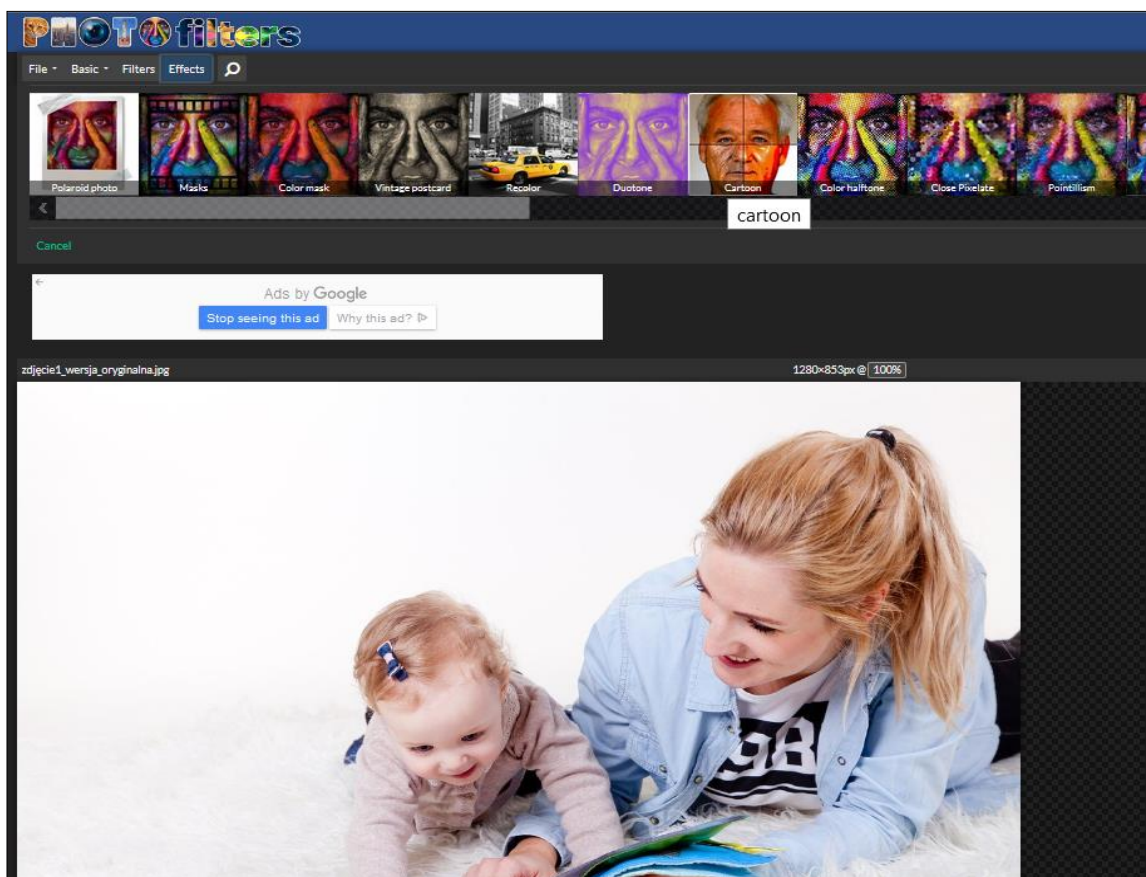 PHOTOfilters
File Basic Filters Effects
Polaroid photo Masks Color mask Vintage postcard Recolor Duotone Cartoon Color halftone Close Pixelate Pointillism
cartoon
Cancel
Ads by Google
Stop seeing this ad Why this ad?
zdjęcie1_wersja_oryginalna.jpg 1280×853px @ 100%
98